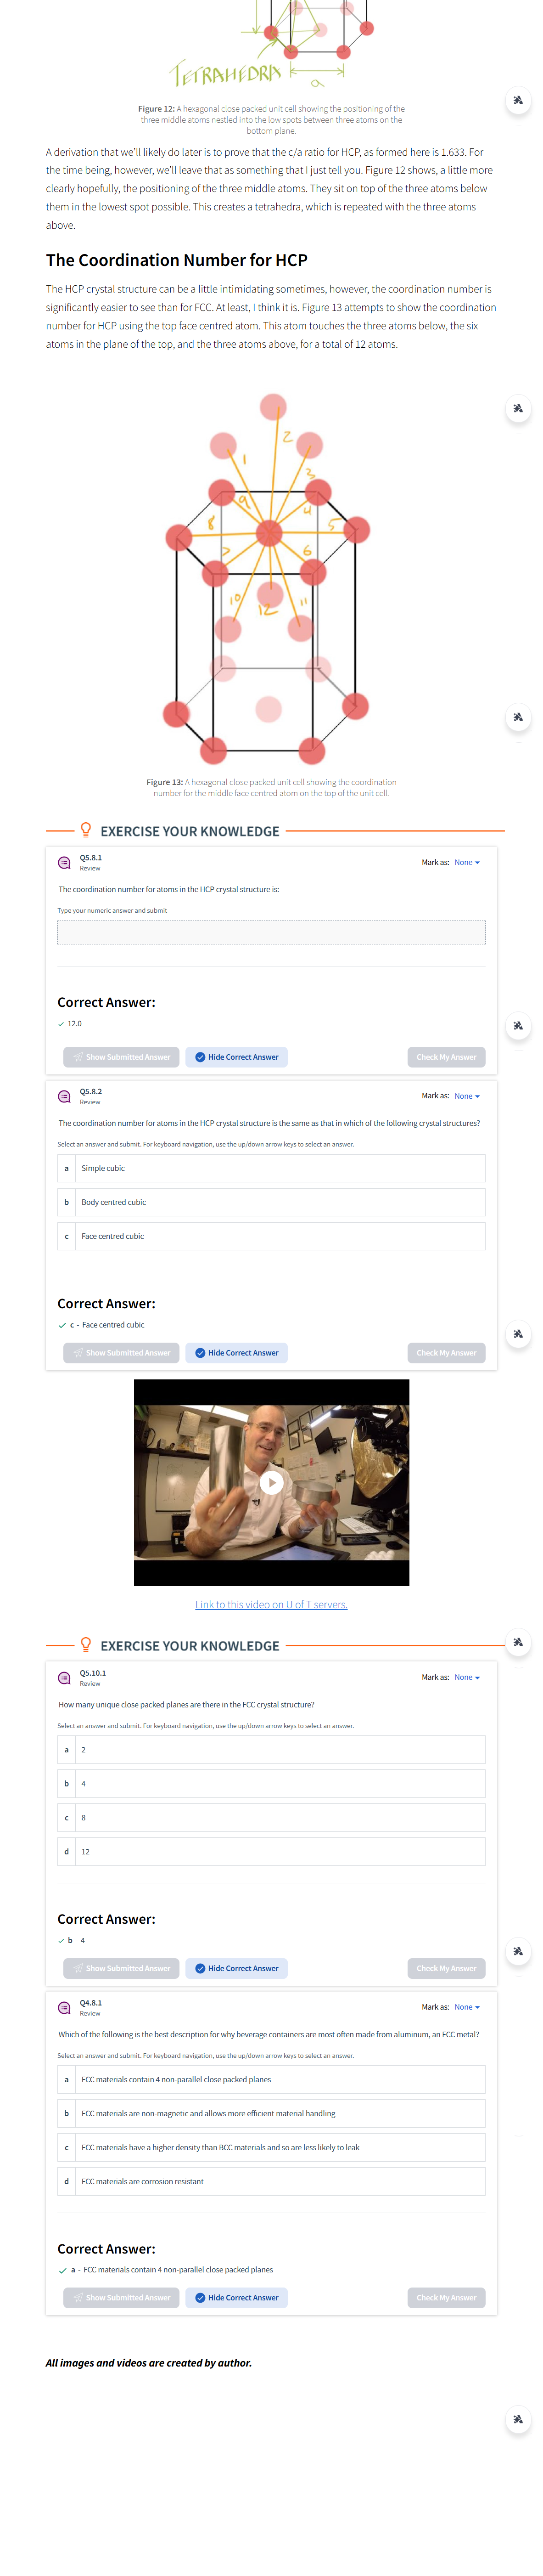 TETRAHEDRA
a
Figure 12: A hexagonal close packed unit cell showing the positioning of the
three middle atoms nestled into the low spots between three atoms on the
bottom plane.
A derivation that we'll likely do later is to prove that the c/a ratio for HCP, as formed here is 1.633. For
the time being, however, we'll leave that as something that I just tell you. Figure 12 shows, a little more
clearly hopefully, the positioning of the three middle atoms. They sit on top of the three atoms below
them in the lowest spot possible. This creates a tetrahedra, which is repeated with the three atoms
above.
The Coordination Number for HCP
The HCP crystal structure can be a little intimidating sometimes, however, the coordination number is
significantly easier to see than for FCC. At least, I think it is. Figure 13 attempts to show the coordination
number for HCP using the top face centred atom. This atom touches the three atoms below, the six
atoms in the plane of the top, and the three atoms above, for a total of 12 atoms.
1
2
3
9
4
8
5
7
6
10
12
11
Figure 13: A hexagonal close packed unit cell showing the coordination
number for the middle face centred atom on the top of the unit cell.
EXERCISE YOUR KNOWLEDGE
Q5.8.1
Review
Mark as: None
The coordination number for atoms in the HCP crystal structure is:
Type your numeric answer and submit
Correct Answer:
12.0
Show Submitted Answer
Hide Correct Answer
Check My Answer
Q5.8.2
Review
Mark as: None
The coordination number for atoms in the HCP crystal structure is the same as that in which of the following crystal structures?
Select an answer and submit. For keyboard navigation, use the up/down arrow keys to select an answer.
a Simple cubic
b Body centred cubic
c Face centred cubic
Correct Answer:
c - Face centred cubic
Show Submitted Answer
Hide Correct Answer
Check My Answer
Link to this video on U of T servers.
EXERCISE YOUR KNOWLEDGE
Q5.10.1
Review
Mark as: None
How many unique close packed planes are there in the FCC crystal structure?
Select an answer and submit. For keyboard navigation, use the up/down arrow keys to select an answer.
a 2
b 4
c 8
d 12
Correct Answer:
b - 4
Show Submitted Answer
Hide Correct Answer
Check My Answer
Q4.8.1
Review
Mark as: None
Which of the following is the best description for why beverage containers are most often made from aluminum, an FCC metal?
Select an answer and submit. For keyboard navigation, use the up/down arrow keys to select an answer.
a FCC materials contain 4 non-parallel close packed planes
b FCC materials are non-magnetic and allows more efficient material handling
c FCC materials have a higher density than BCC materials and so are less likely to leak
d FCC materials are corrosion resistant
Correct Answer:
a - FCC materials contain 4 non-parallel close packed planes
Show Submitted Answer
Hide Correct Answer
Check My Answer
All images and videos are created by author.